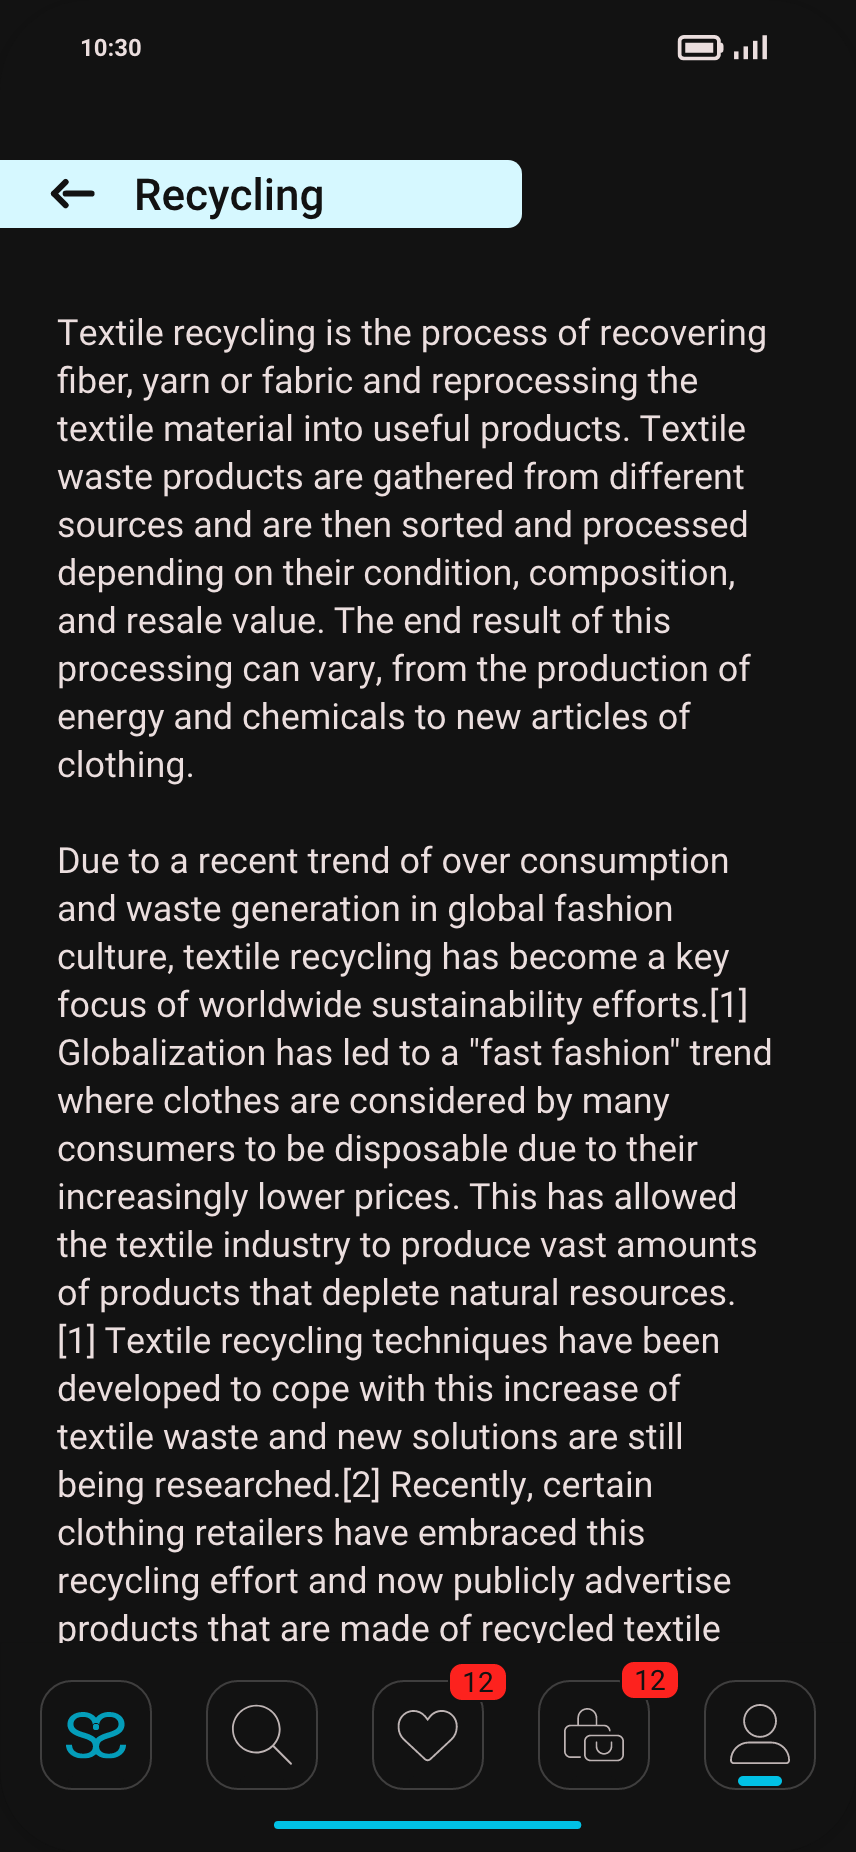 10:30
Recycling
Textile recycling is the process of recovering
fiber, yarn or fabric and reprocessing the
textile material into useful products. Textile
waste products are gathered from different
sources and are then sorted and processed
depending on their condition, composition,
and resale value. The end result of this
processing can vary, from the production of
energy and chemicals to new articles of
clothing.
Due to a recent trend of over consumption
and waste generation in global fashion
culture, textile recycling has become a key
focus of worldwide sustainability efforts.[1]
Globalization has led to a "fast fashion" trend
where clothes are considered by many
consumers to be disposable due to their
increasingly lower prices. This has allowed
the textile industry to produce vast amounts
of products that deplete natural resources.
[1] Textile recycling techniques have been
developed to cope with this increase of
textile waste and new solutions are still
being researched.[2] Recently, certain
clothing retailers have embraced this
recycling effort and now publicly advertise
products that are made of recycled textile
12
12